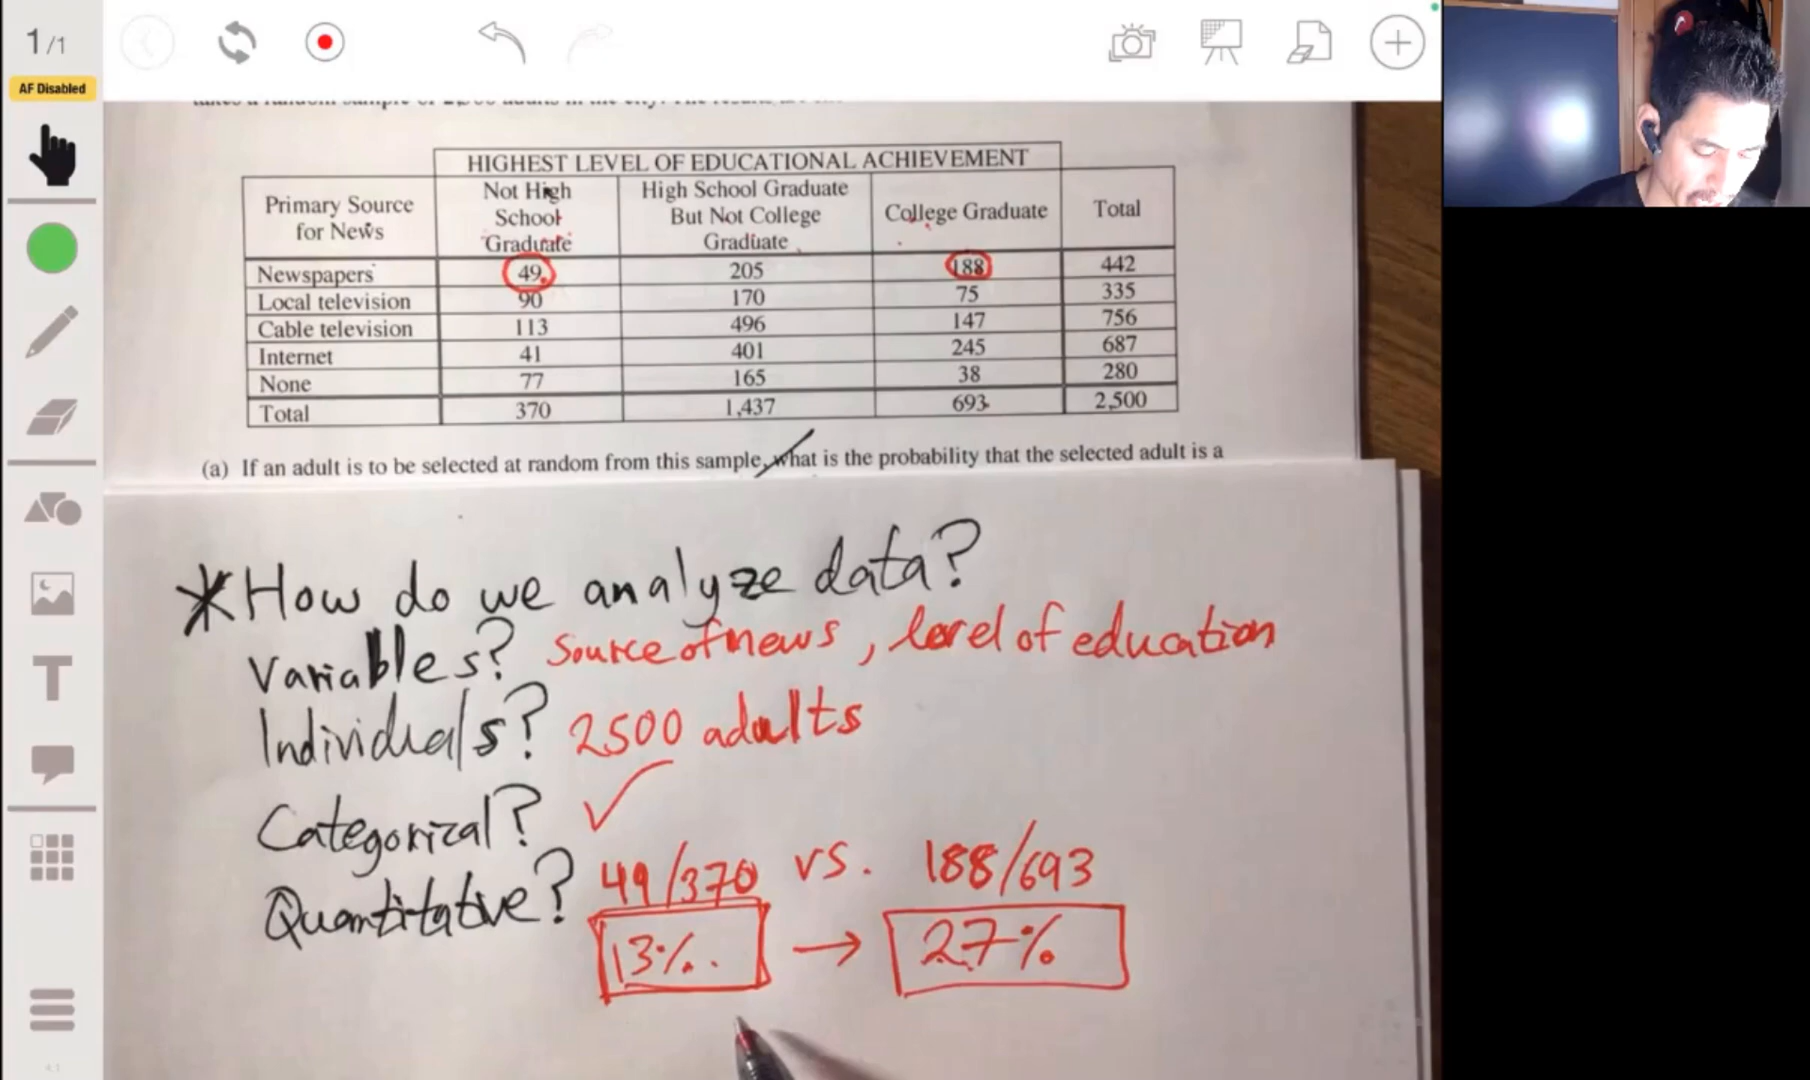 1/1
AF Disabled
HIGHEST LEVEL OF EDUCATIONAL ACHIEVEMENT
Primary Source for News
Not High School Graduate
High School Graduate But Not College Graduate
College Graduate
Total
Newspapers 49 205 188 442
Local television 90 170 75 335
Cable television 113 496 147 756
Internet 41 401 245 687
None 77 165 38 280
Total 370 1,437 693 2,500
(a) If an adult is to be selected at random from this sample, what is the probability that the selected adult is a
*How do we analyze data?
Variables? Source of news, level of education
Individuals? 2500 adults
Categorical? ✓
Quantitative? 49/370 vs. 188/693
13%. → 27%
T